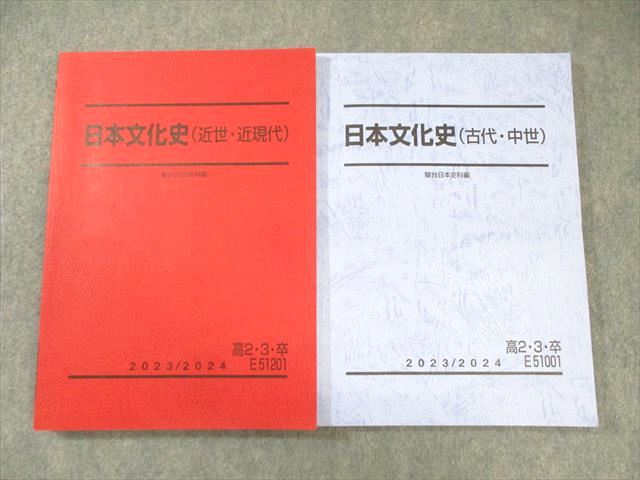 日本文化史(近世・近現代)
駿台日本史科編
高2・3・卒
2023/2024 E51201
日本文化史(古代・中世)
駿台日本史科編
高2・3・卒
2023/2024 E51001